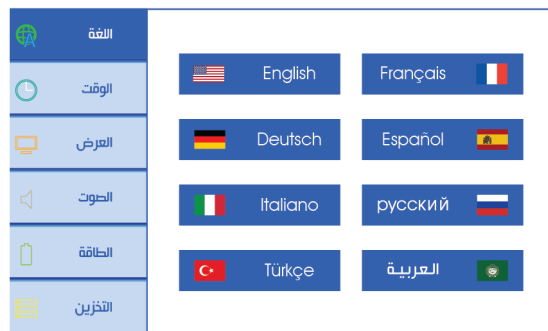 اللغة
الوقت
العرض
الصوت
الطاقة
التخزين
English
Français
Deutsch
Español
Italiano
русский
Türkçe
العربية